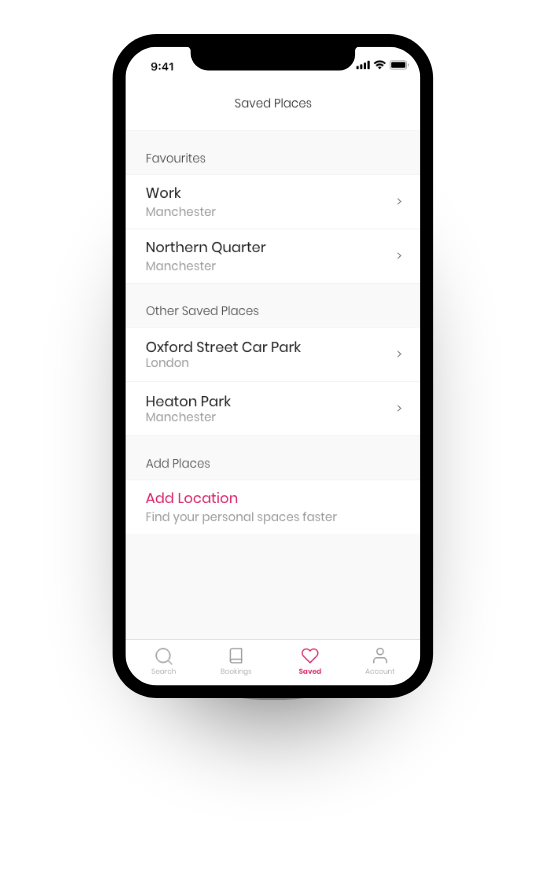 9:41
Saved Places
Favourites
Work
Manchester
Northern Quarter
Manchester
Other Saved Places
Oxford Street Car Park
London
Heaton Park
Manchester
Add Places
Add Location
Find your personal spaces faster
Search Bookings Saved Account